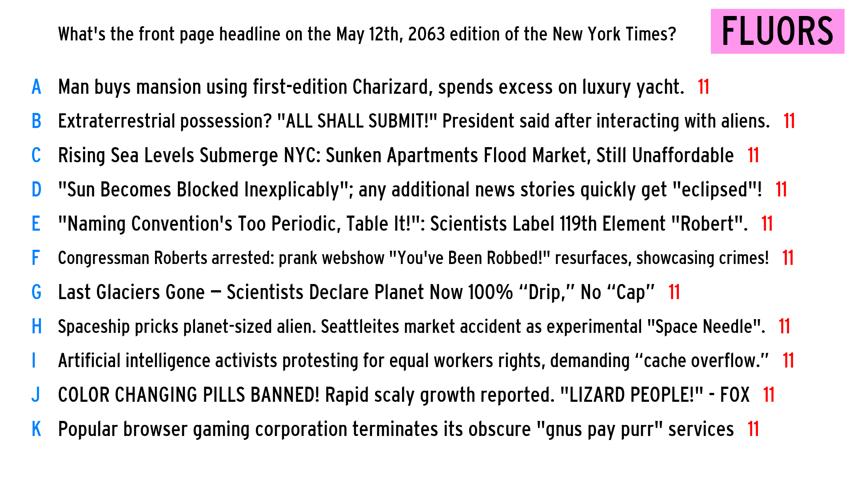 What's the front page headline on the May 12th, 2063 edition of the New York Times?
FLUORS
A Man buys mansion using first-edition Charizard, spends excess on luxury yacht. 11
B Extraterrestrial possession? "ALL SHALL SUBMIT!" President said after interacting with aliens. 11
C Rising Sea Levels Submerge NYC: Sunken Apartments Flood Market, Still Unaffordable 11
D "Sun Becomes Blocked Inexplicably"; any additional news stories quickly get "eclipsed"! 11
E "Naming Convention's Too Periodic, Table It!": Scientists Label 119th Element "Robert". 11
F Congressman Roberts arrested: prank webshow "You've Been Robbed!" resurfaces, showcasing crimes! 11
G Last Glaciers Gone – Scientists Declare Planet Now 100% “Drip,” No “Cap” 11
H Spaceship pricks planet-sized alien. Seattleites market accident as experimental "Space Needle". 11
I Artificial intelligence activists protesting for equal workers rights, demanding “cache overflow.” 11
J COLOR CHANGING PILLS BANNED! Rapid scaly growth reported. "LIZARD PEOPLE!" - FOX 11
K Popular browser gaming corporation terminates its obscure "gnus pay purr" services 11